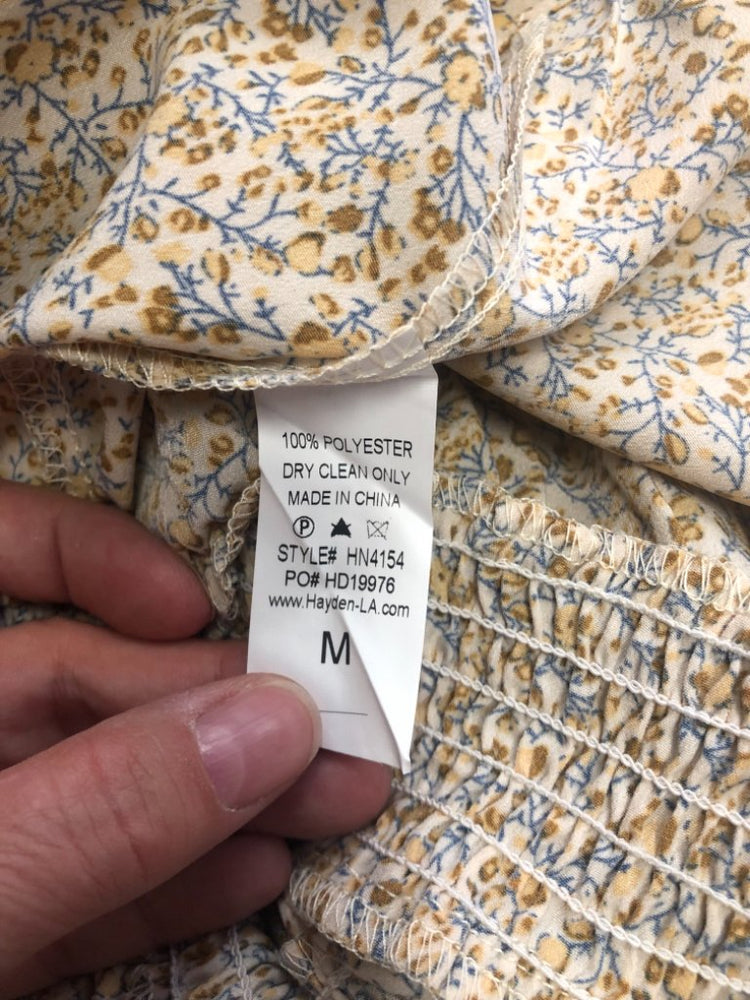 100% POLYESTER
DRY CLEAN ONLY
MADE IN CHINA
P
STYLE# HN4154
PO# HD19976
www.Hayden-LA.com
M